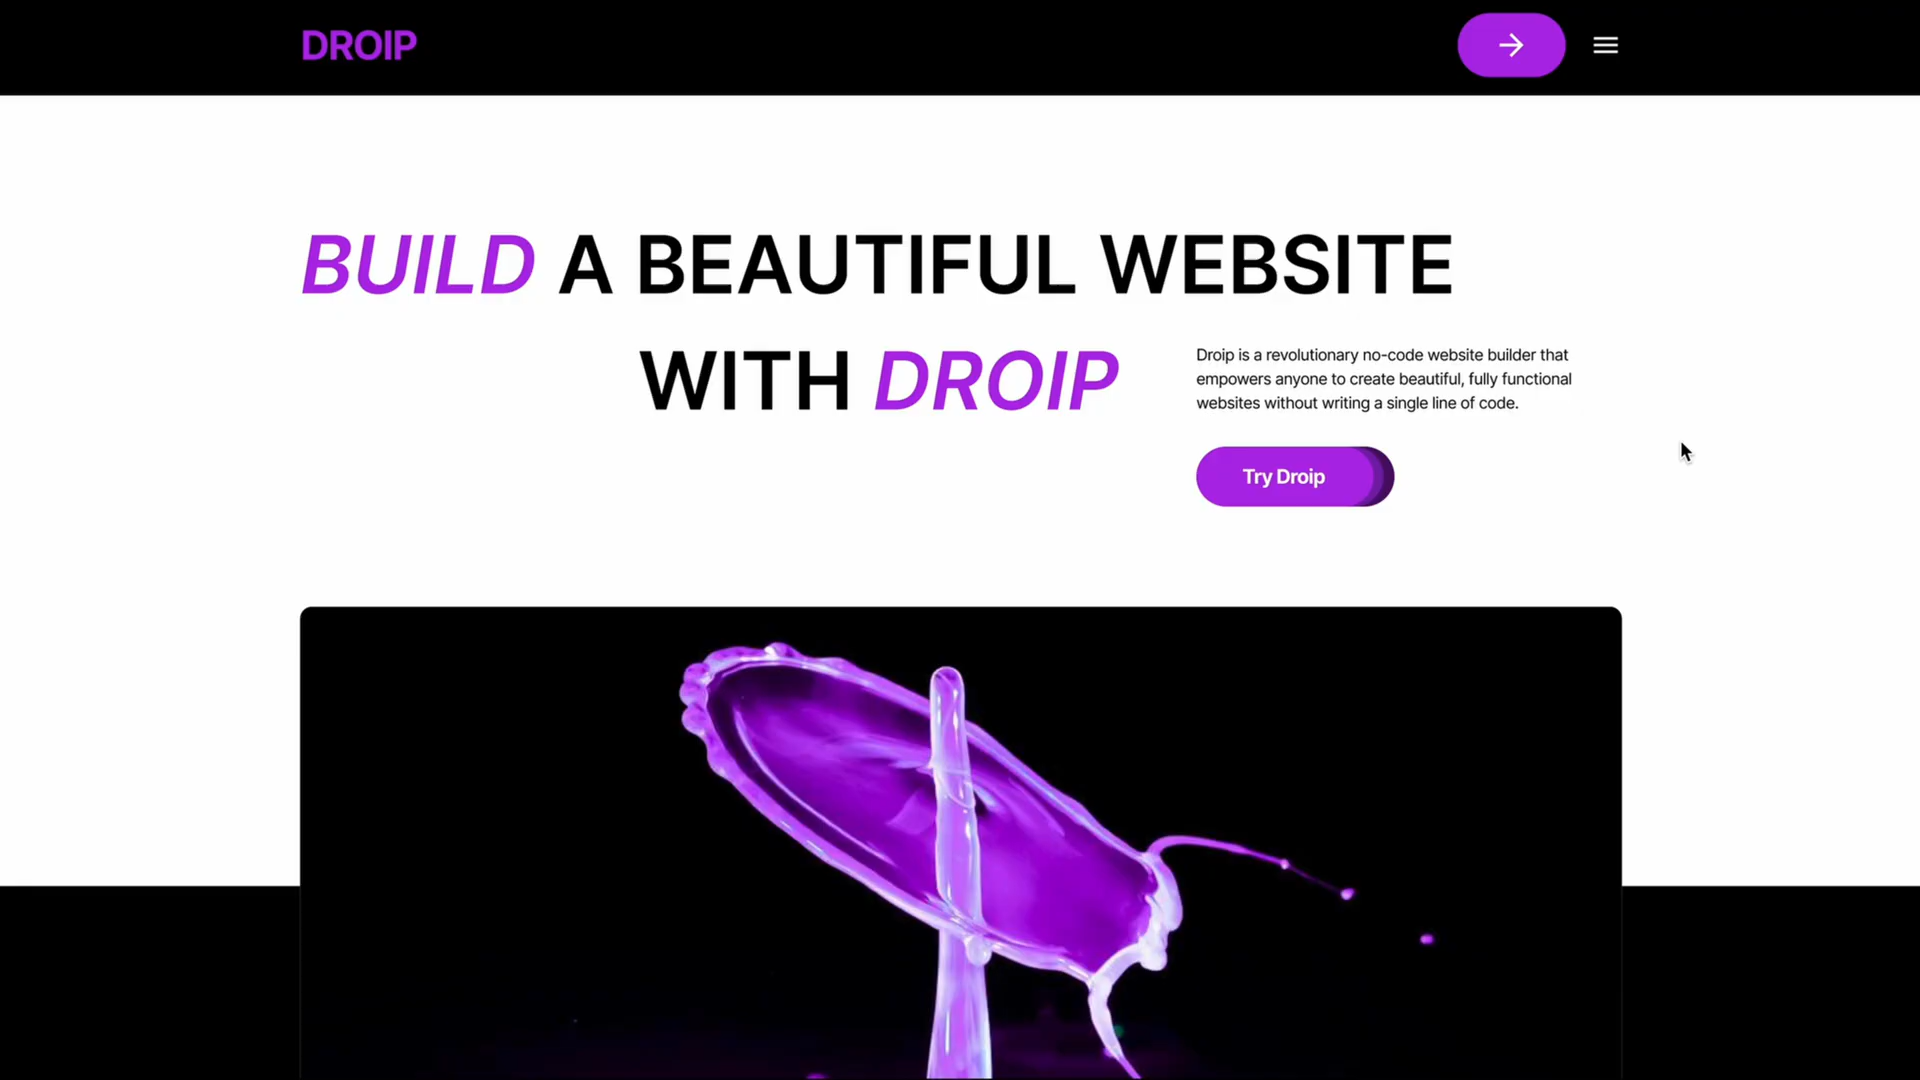 DROIP
BUILD A BEAUTIFUL WEBSITE
WITH DROIP
Droip is a revolutionary no-code website builder that
empowers anyone to create beautiful, fully functional
websites without writing a single line of code.
Try Droip